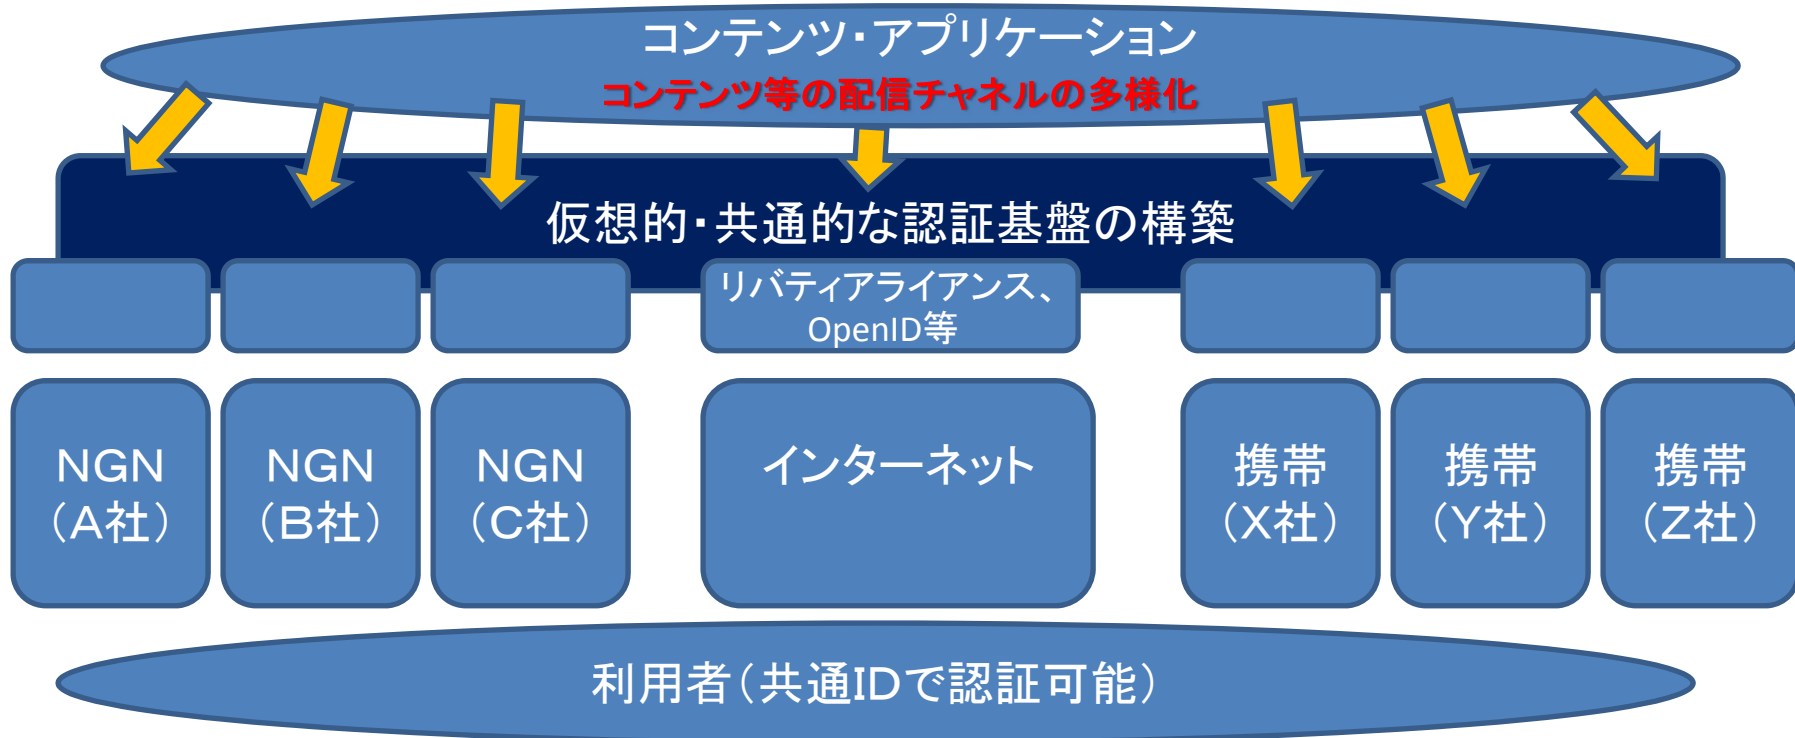 コンテンツ・アプリケーション
コンテンツ等の配信チャネルの多様化
仮想的・共通的な認証基盤の構築
リバティアライアンス、
OpenID等
NGN
（A社）
NGN
（B社）
NGN
（C社）
インターネット
携帯
（X社）
携帯
（Y社）
携帯
（Z社）
利用者（共通IDで認証可能）